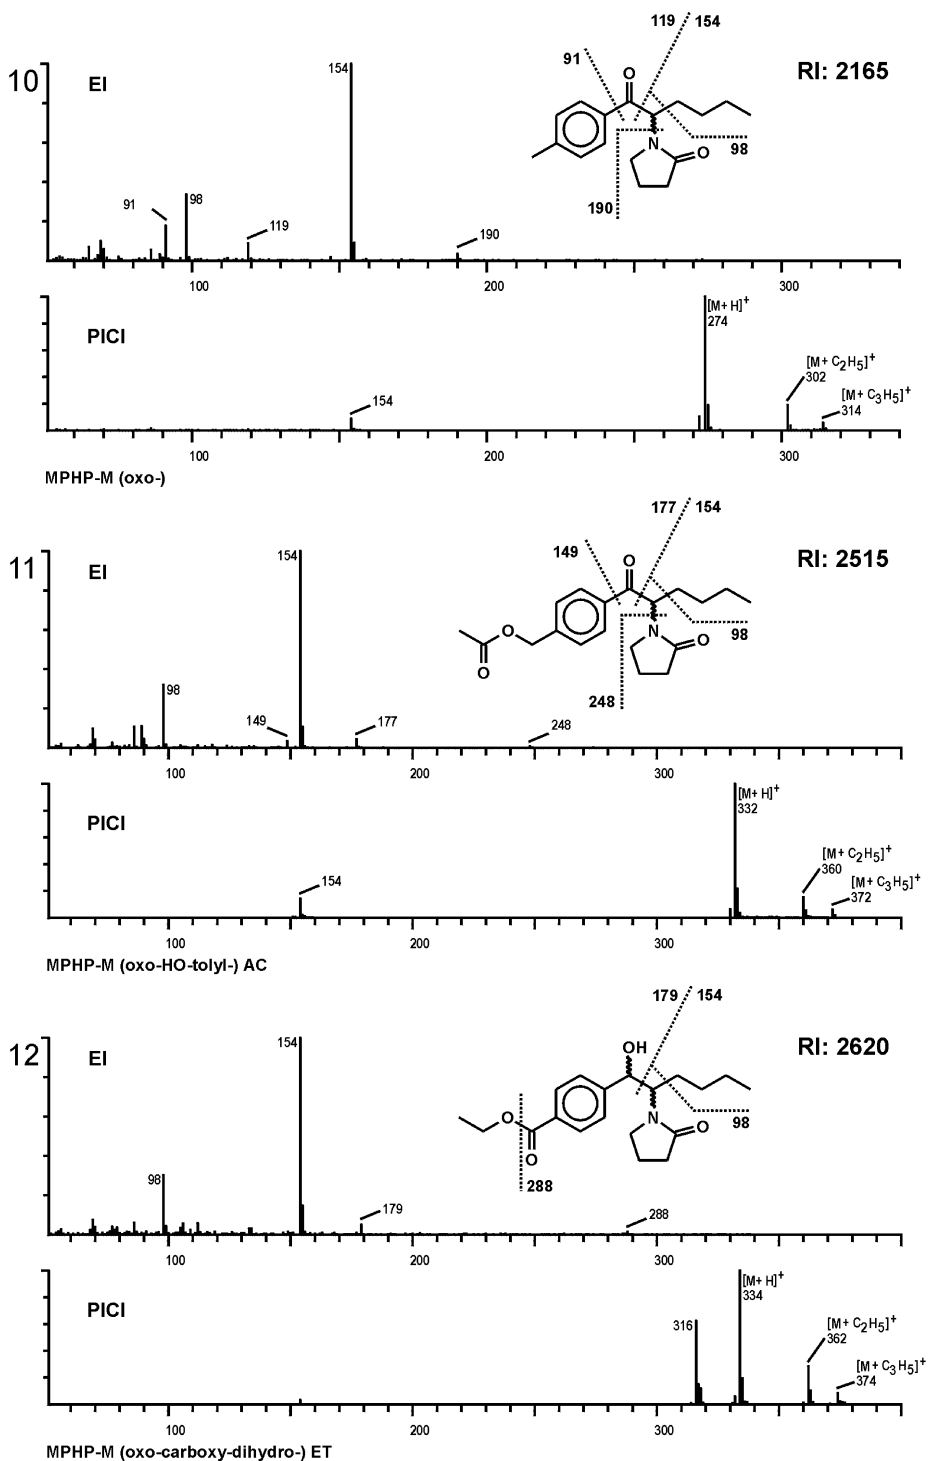 10
EI
RI: 2165
154
91
98
119
190
119 154
91
O
N
O
98
190
100
200
300
PICI
154
[M+H]+
274
[M+C2H5]+
302
[M+C3H5]+
314
100
200
300
MPHP-M (oxo-)
11
EI
RI: 2515
154
98
149
177
248
177 154
149
O
O
O
N
O
98
248
100
200
300
PICI
154
[M+H]+
332
[M+C2H5]+
360
[M+C3H5]+
372
100
200
300
MPHP-M (oxo-HO-tolyl-) AC
12
EI
RI: 2620
154
98
179
288
179 154
OH
O
O
N
O
98
288
100
200
300
PICI
316
[M+H]+
334
[M+C2H5]+
362
[M+C3H5]+
374
100
200
300
MPHP-M (oxo-carboxy-dihydro-) ET